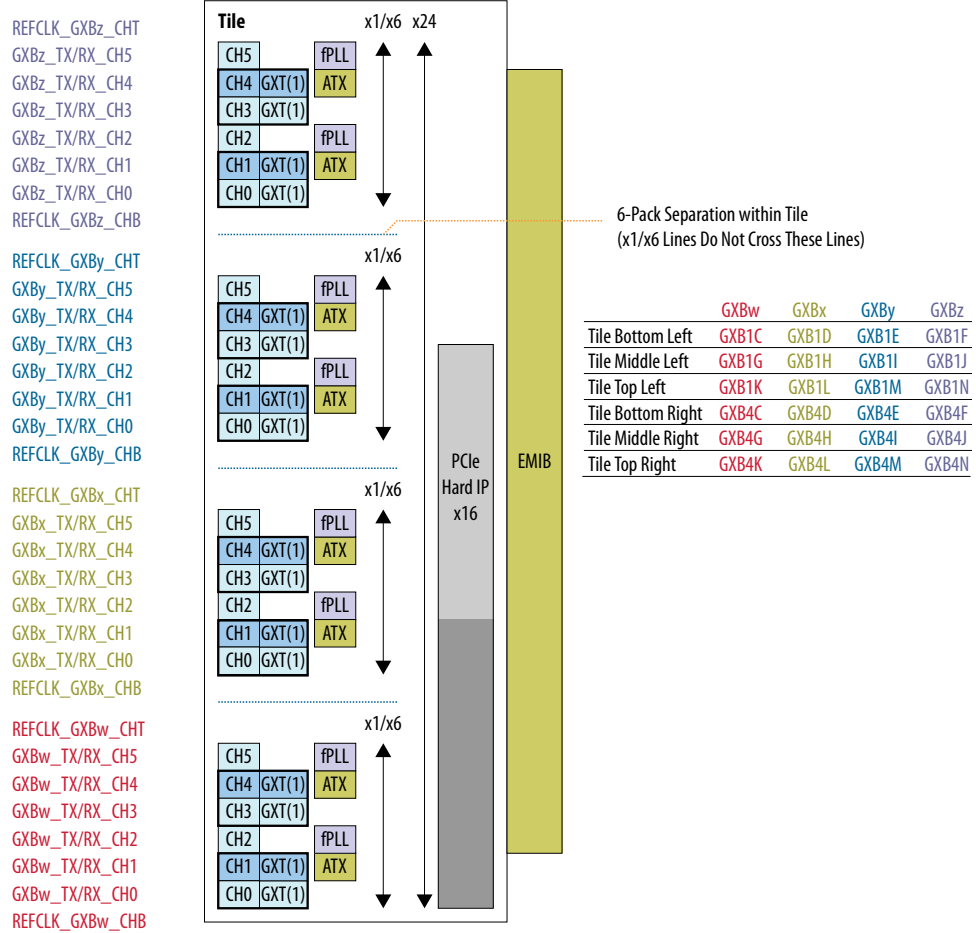 Tile x1/x6 x24
REFCLK_GXBz_CHT
GXBz_TX/RX_CH5 CH5 fPLL
GXBz_TX/RX_CH4 CH4 GXT(1) ATX
GXBz_TX/RX_CH3 CH3 GXT(1)
GXBz_TX/RX_CH2 CH2 fPLL
GXBz_TX/RX_CH1 CH1 GXT(1) ATX
GXBz_TX/RX_CH0 CH0 GXT(1)
REFCLK_GXBz_CHB
6-Pack Separation within Tile
(x1/x6 Lines Do Not Cross These Lines)
x1/x6
REFCLK_GXBy_CHT
GXBy_TX/RX_CH5 CH5 fPLL
GXBy_TX/RX_CH4 CH4 GXT(1) ATX
GXBy_TX/RX_CH3 CH3 GXT(1)
GXBy_TX/RX_CH2 CH2 fPLL
GXBy_TX/RX_CH1 CH1 GXT(1) ATX
GXBy_TX/RX_CH0 CH0 GXT(1)
REFCLK_GXBy_CHB
PCIe
Hard IP
x16
EMIB
GXBw GXBx GXBy GXBz
Tile Bottom Left GXB1C GXB1D GXB1E GXB1F
Tile Middle Left GXB1G GXB1H GXB1I GXB1J
Tile Top Left GXB1K GXB1L GXB1M GXB1N
Tile Bottom Right GXB4C GXB4D GXB4E GXB4F
Tile Middle Right GXB4G GXB4H GXB4I GXB4J
Tile Top Right GXB4K GXB4L GXB4M GXB4N
x1/x6
REFCLK_GXBx_CHT
GXBx_TX/RX_CH5 CH5 fPLL
GXBx_TX/RX_CH4 CH4 GXT(1) ATX
GXBx_TX/RX_CH3 CH3 GXT(1)
GXBx_TX/RX_CH2 CH2 fPLL
GXBx_TX/RX_CH1 CH1 GXT(1) ATX
GXBx_TX/RX_CH0 CH0 GXT(1)
REFCLK_GXBx_CHB
x1/x6
REFCLK_GXBw_CHT
GXBw_TX/RX_CH5 CH5 fPLL
GXBw_TX/RX_CH4 CH4 GXT(1) ATX
GXBw_TX/RX_CH3 CH3 GXT(1)
GXBw_TX/RX_CH2 CH2 fPLL
GXBw_TX/RX_CH1 CH1 GXT(1) ATX
GXBw_TX/RX_CH0 CH0 GXT(1)
REFCLK_GXBw_CHB